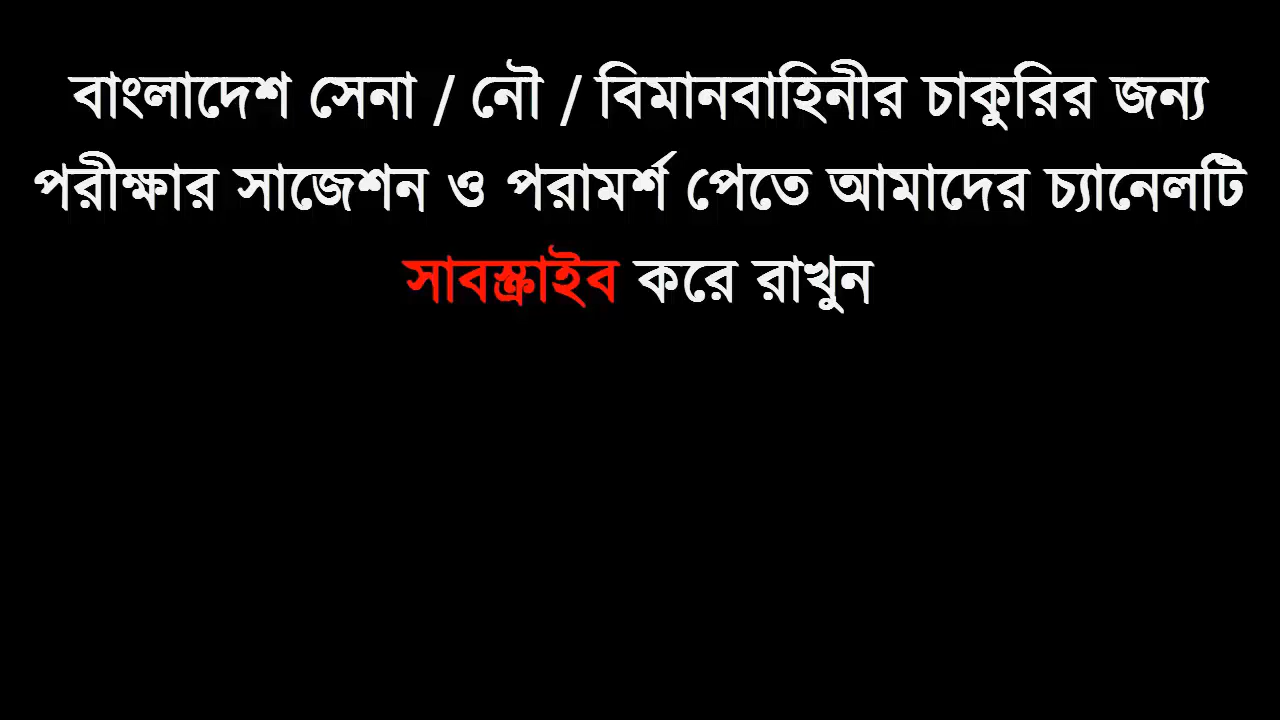 বাংলাদেশ সেনা / নৌ / বিমানবাহিনীর চাকুরির জন্য
পরীক্ষার সাজেশন ও পরামর্শ পেতে আমাদের চ্যানেলটি
সাবস্ক্রাইব করে রাখুন